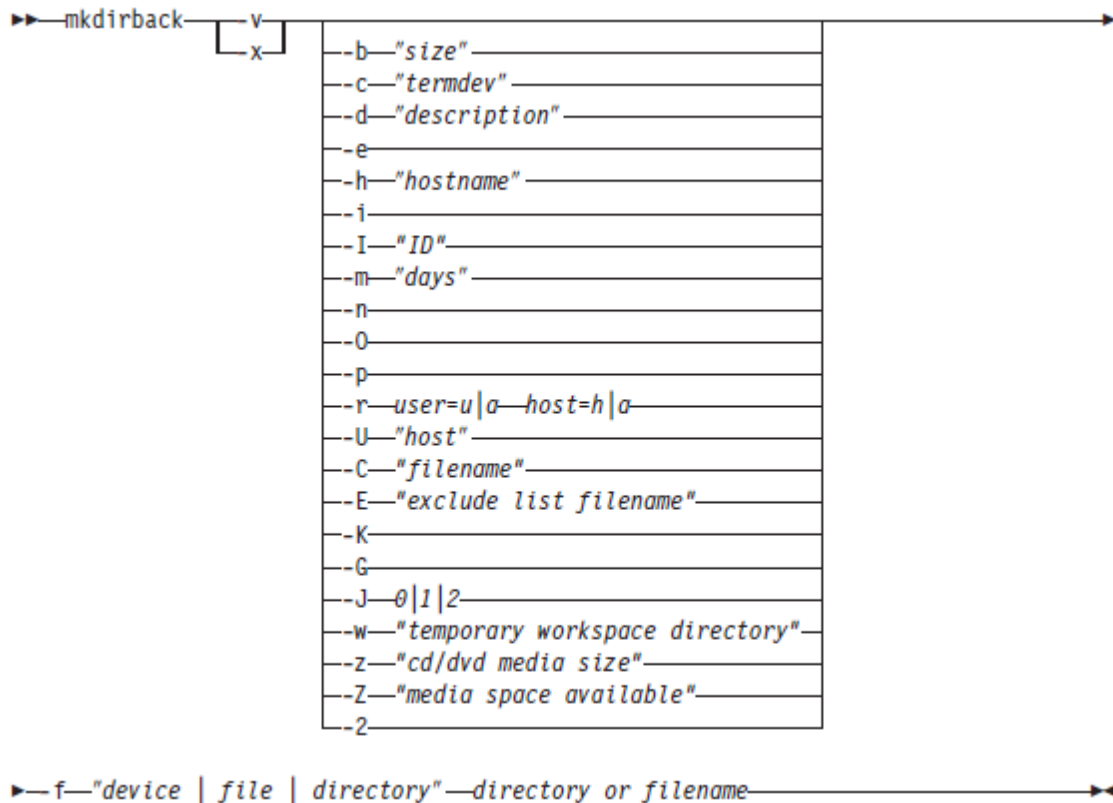 mkdirback -v
-x
-b "size"
-c "termdev"
-d "description"
-e
-h "hostname"
-i
-I "ID"
-m "days"
-n
-O
-p
-r user=u|a host=h|a
-U "host"
-C "filename"
-E "exclude list filename"
-K
-G
-J 0|1|2
-w "temporary workspace directory"
-z "cd/dvd media size"
-Z "media space available"
-2
-f "device | file | directory" directory or filename